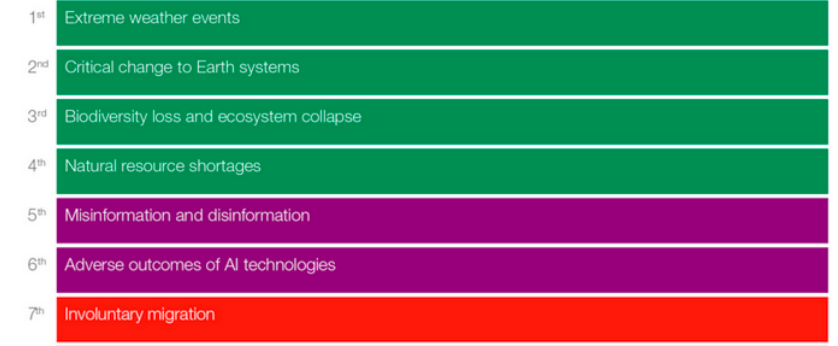 1st Extreme weather events
2nd Critical change to Earth systems
3rd Biodiversity loss and ecosystem collapse
4th Natural resource shortages
5th Misinformation and disinformation
6th Adverse outcomes of AI technologies
7th Involuntary migration